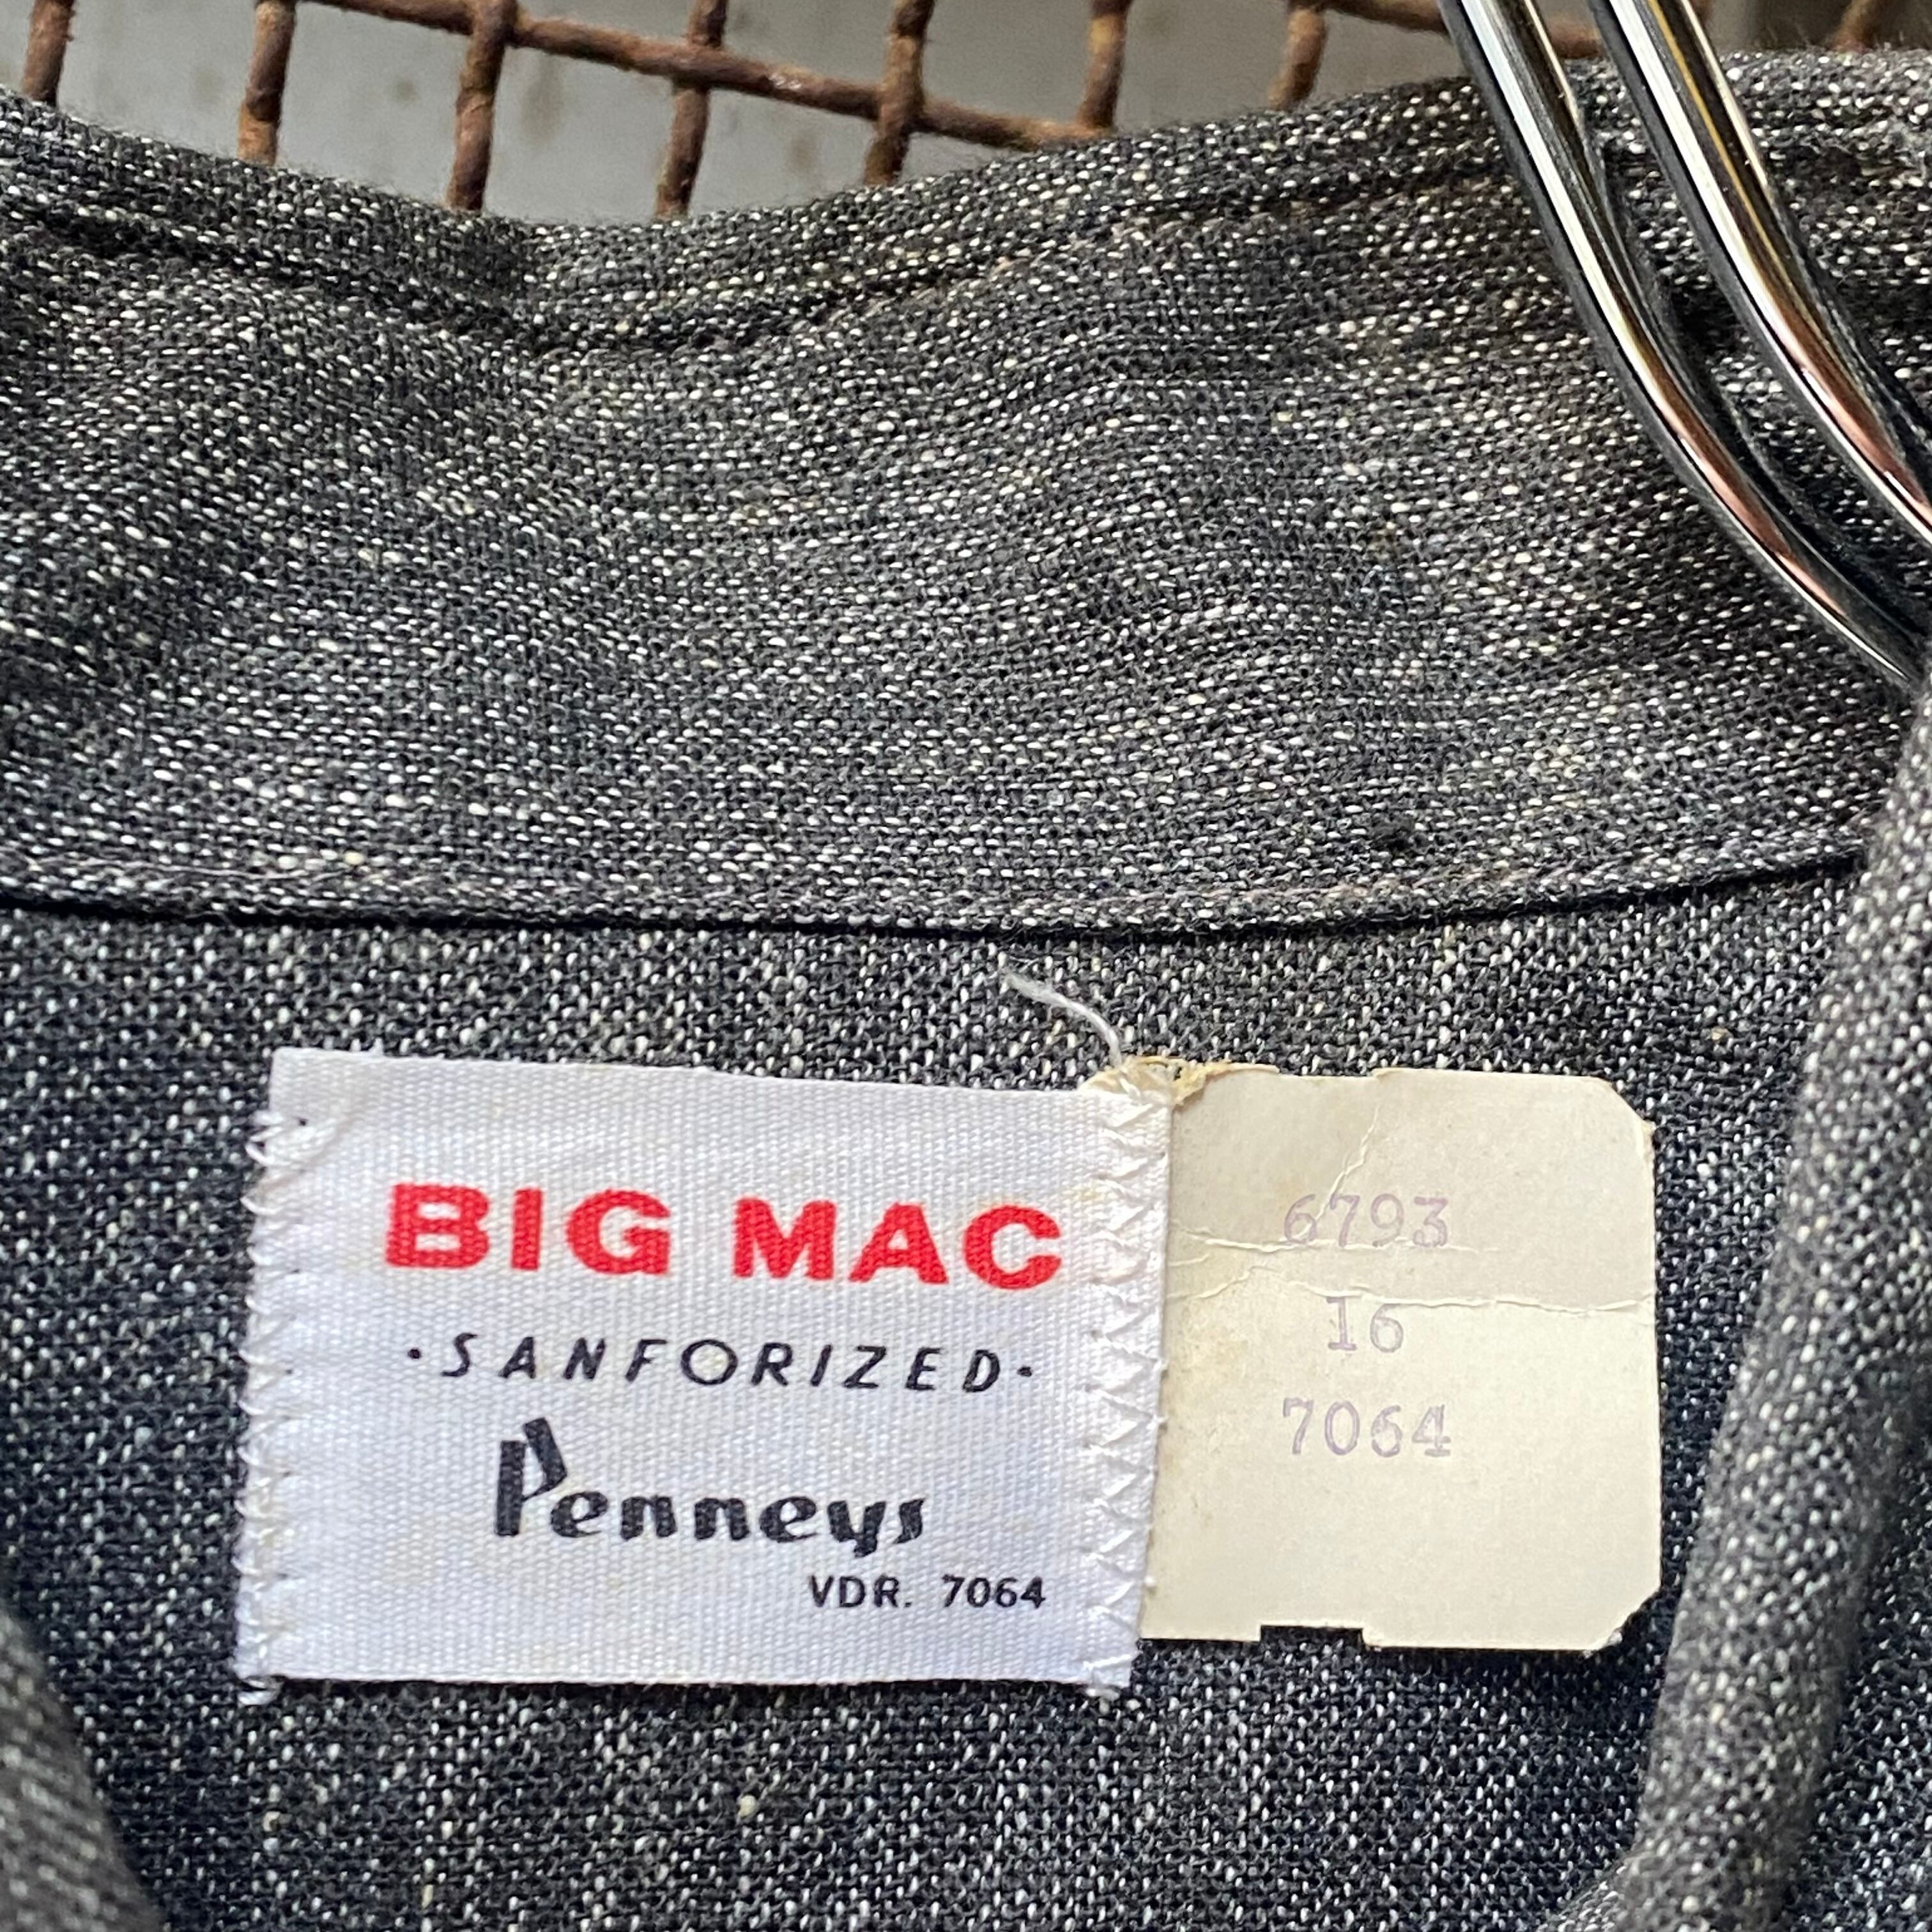 BIG MAC
·SANFORIZED·
Penneys
VDR. 7064
6793
16
7064